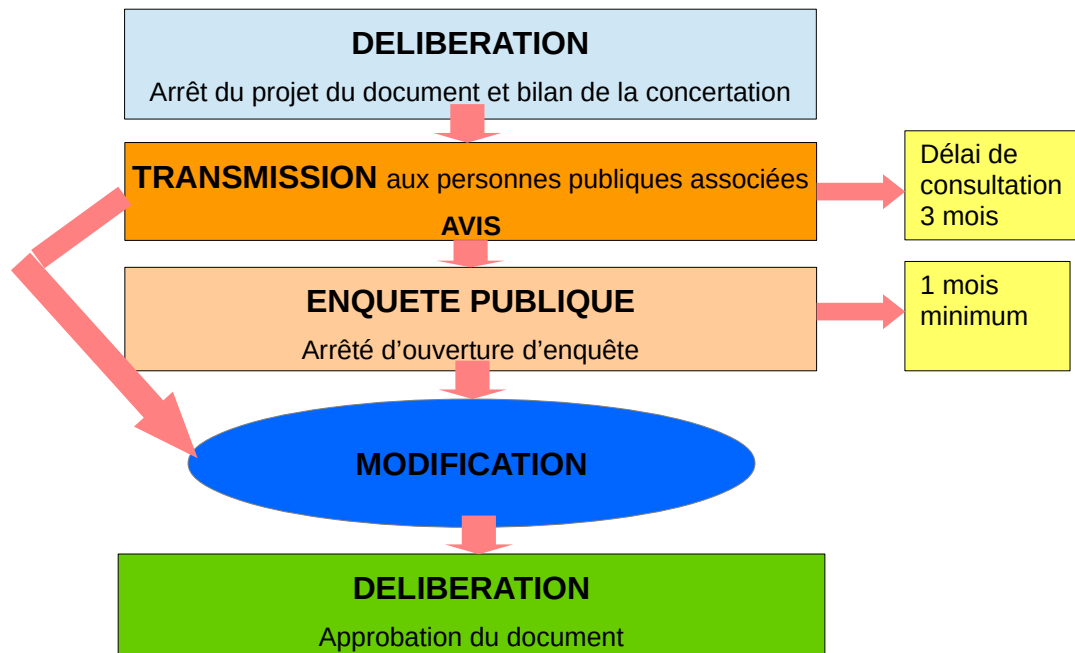 DELIBERATION
Arrêt du projet du document et bilan de la concertation
TRANSMISSION aux personnes publiques associées
AVIS
Délai de
consultation
3 mois
ENQUETE PUBLIQUE
Arrêté d’ouverture d’enquête
1 mois
minimum
MODIFICATION
DELIBERATION
Approbation du document